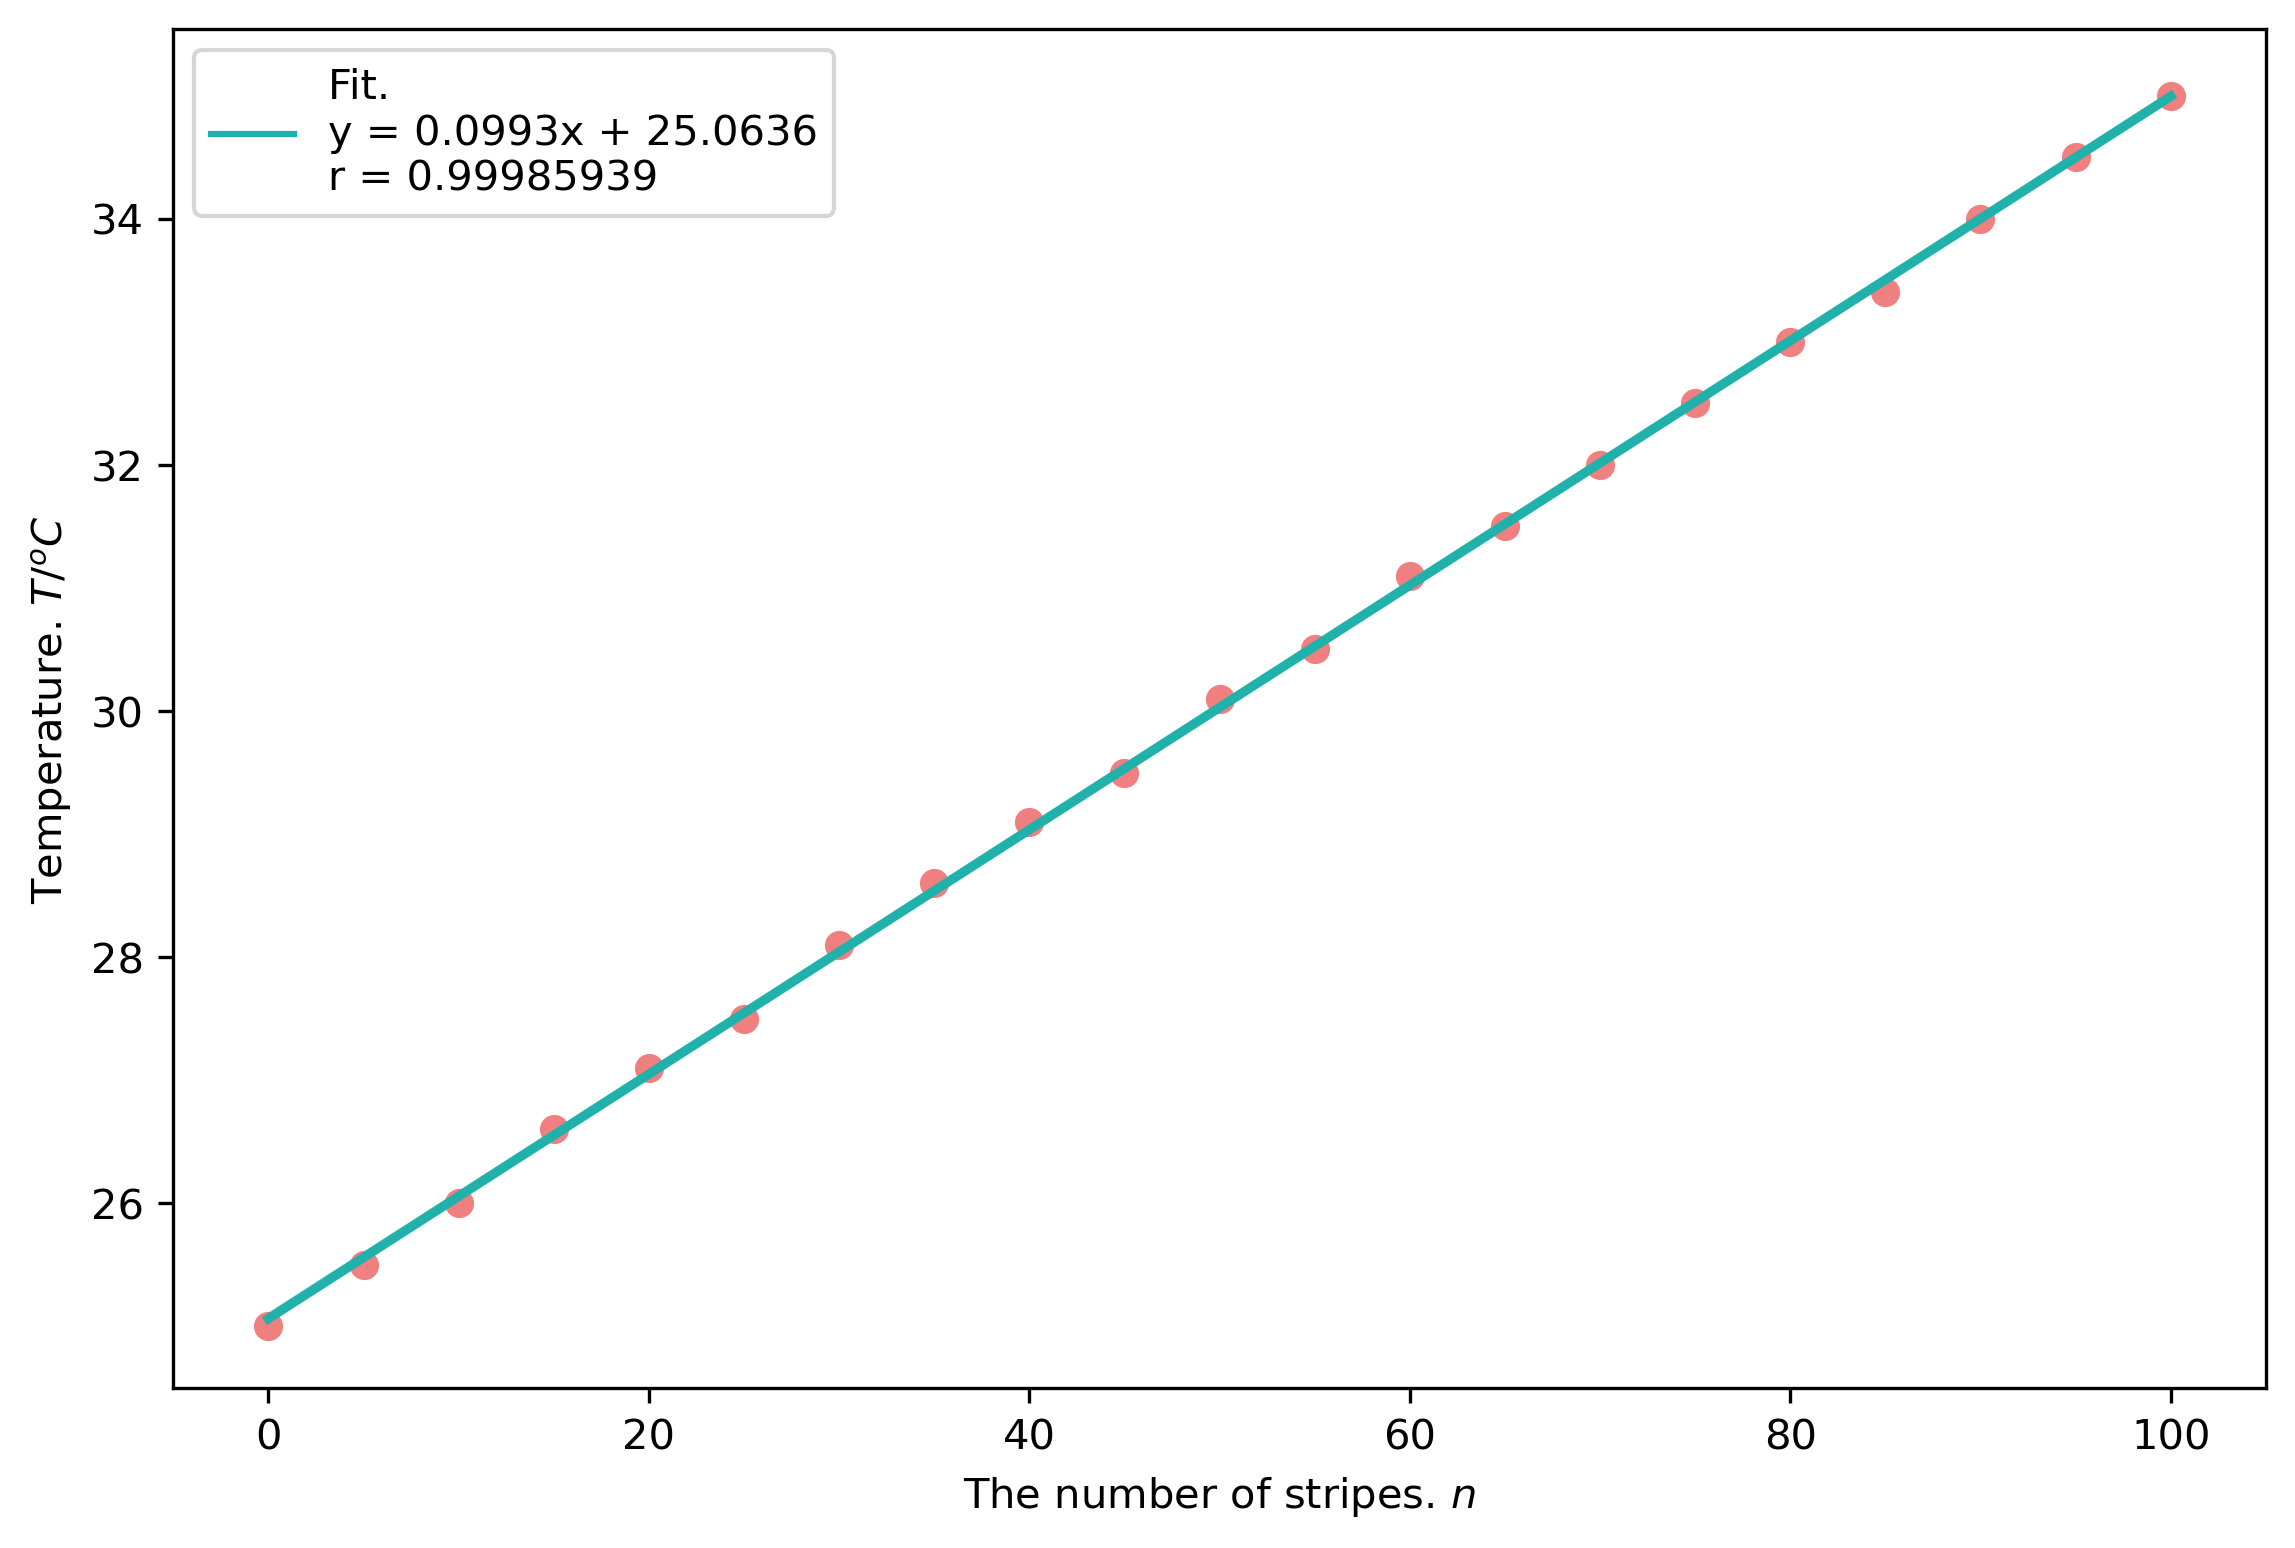 Fit.
y = 0.0993x + 25.0636
r = 0.99985939
34
32
30
28
26
Temperature. T/°C
0 20 40 60 80 100
The number of stripes. n